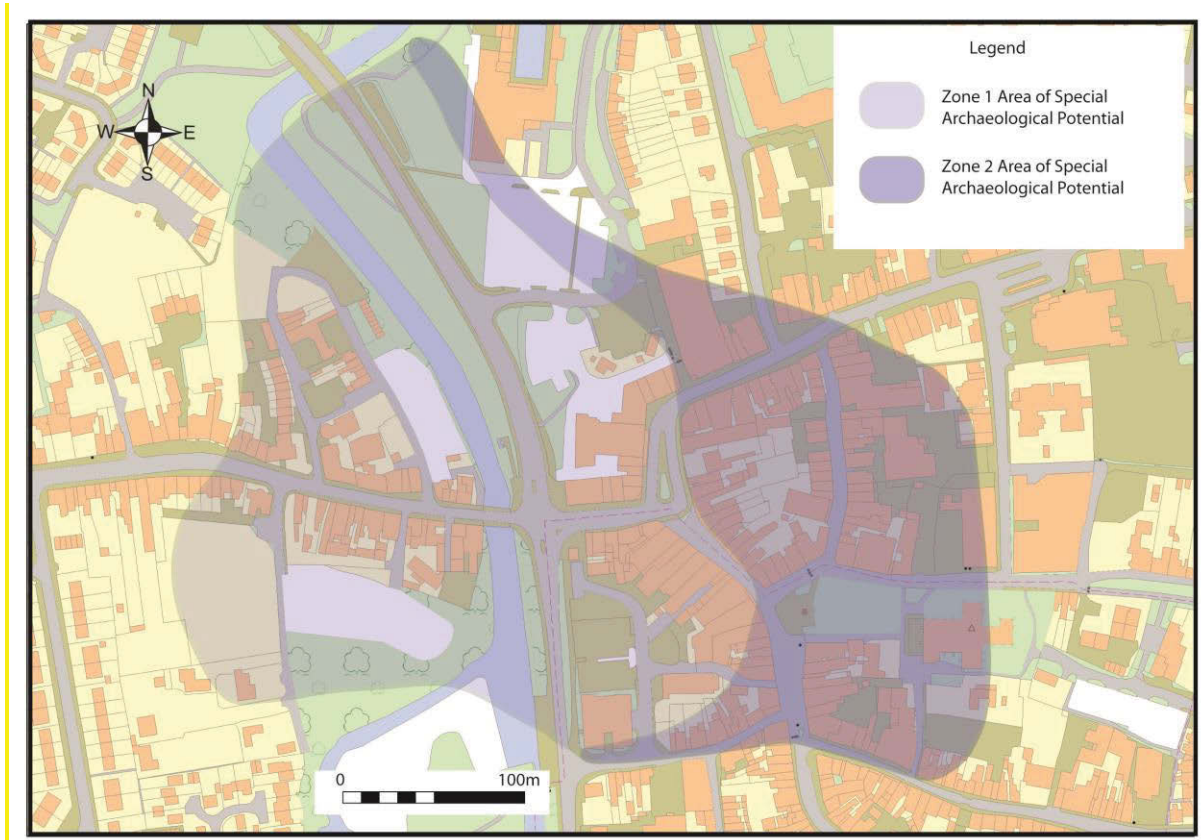 Legend
Zone 1 Area of Special
Archaeological Potential
Zone 2 Area of Special
Archaeological Potential
N
W E
S
0 100m